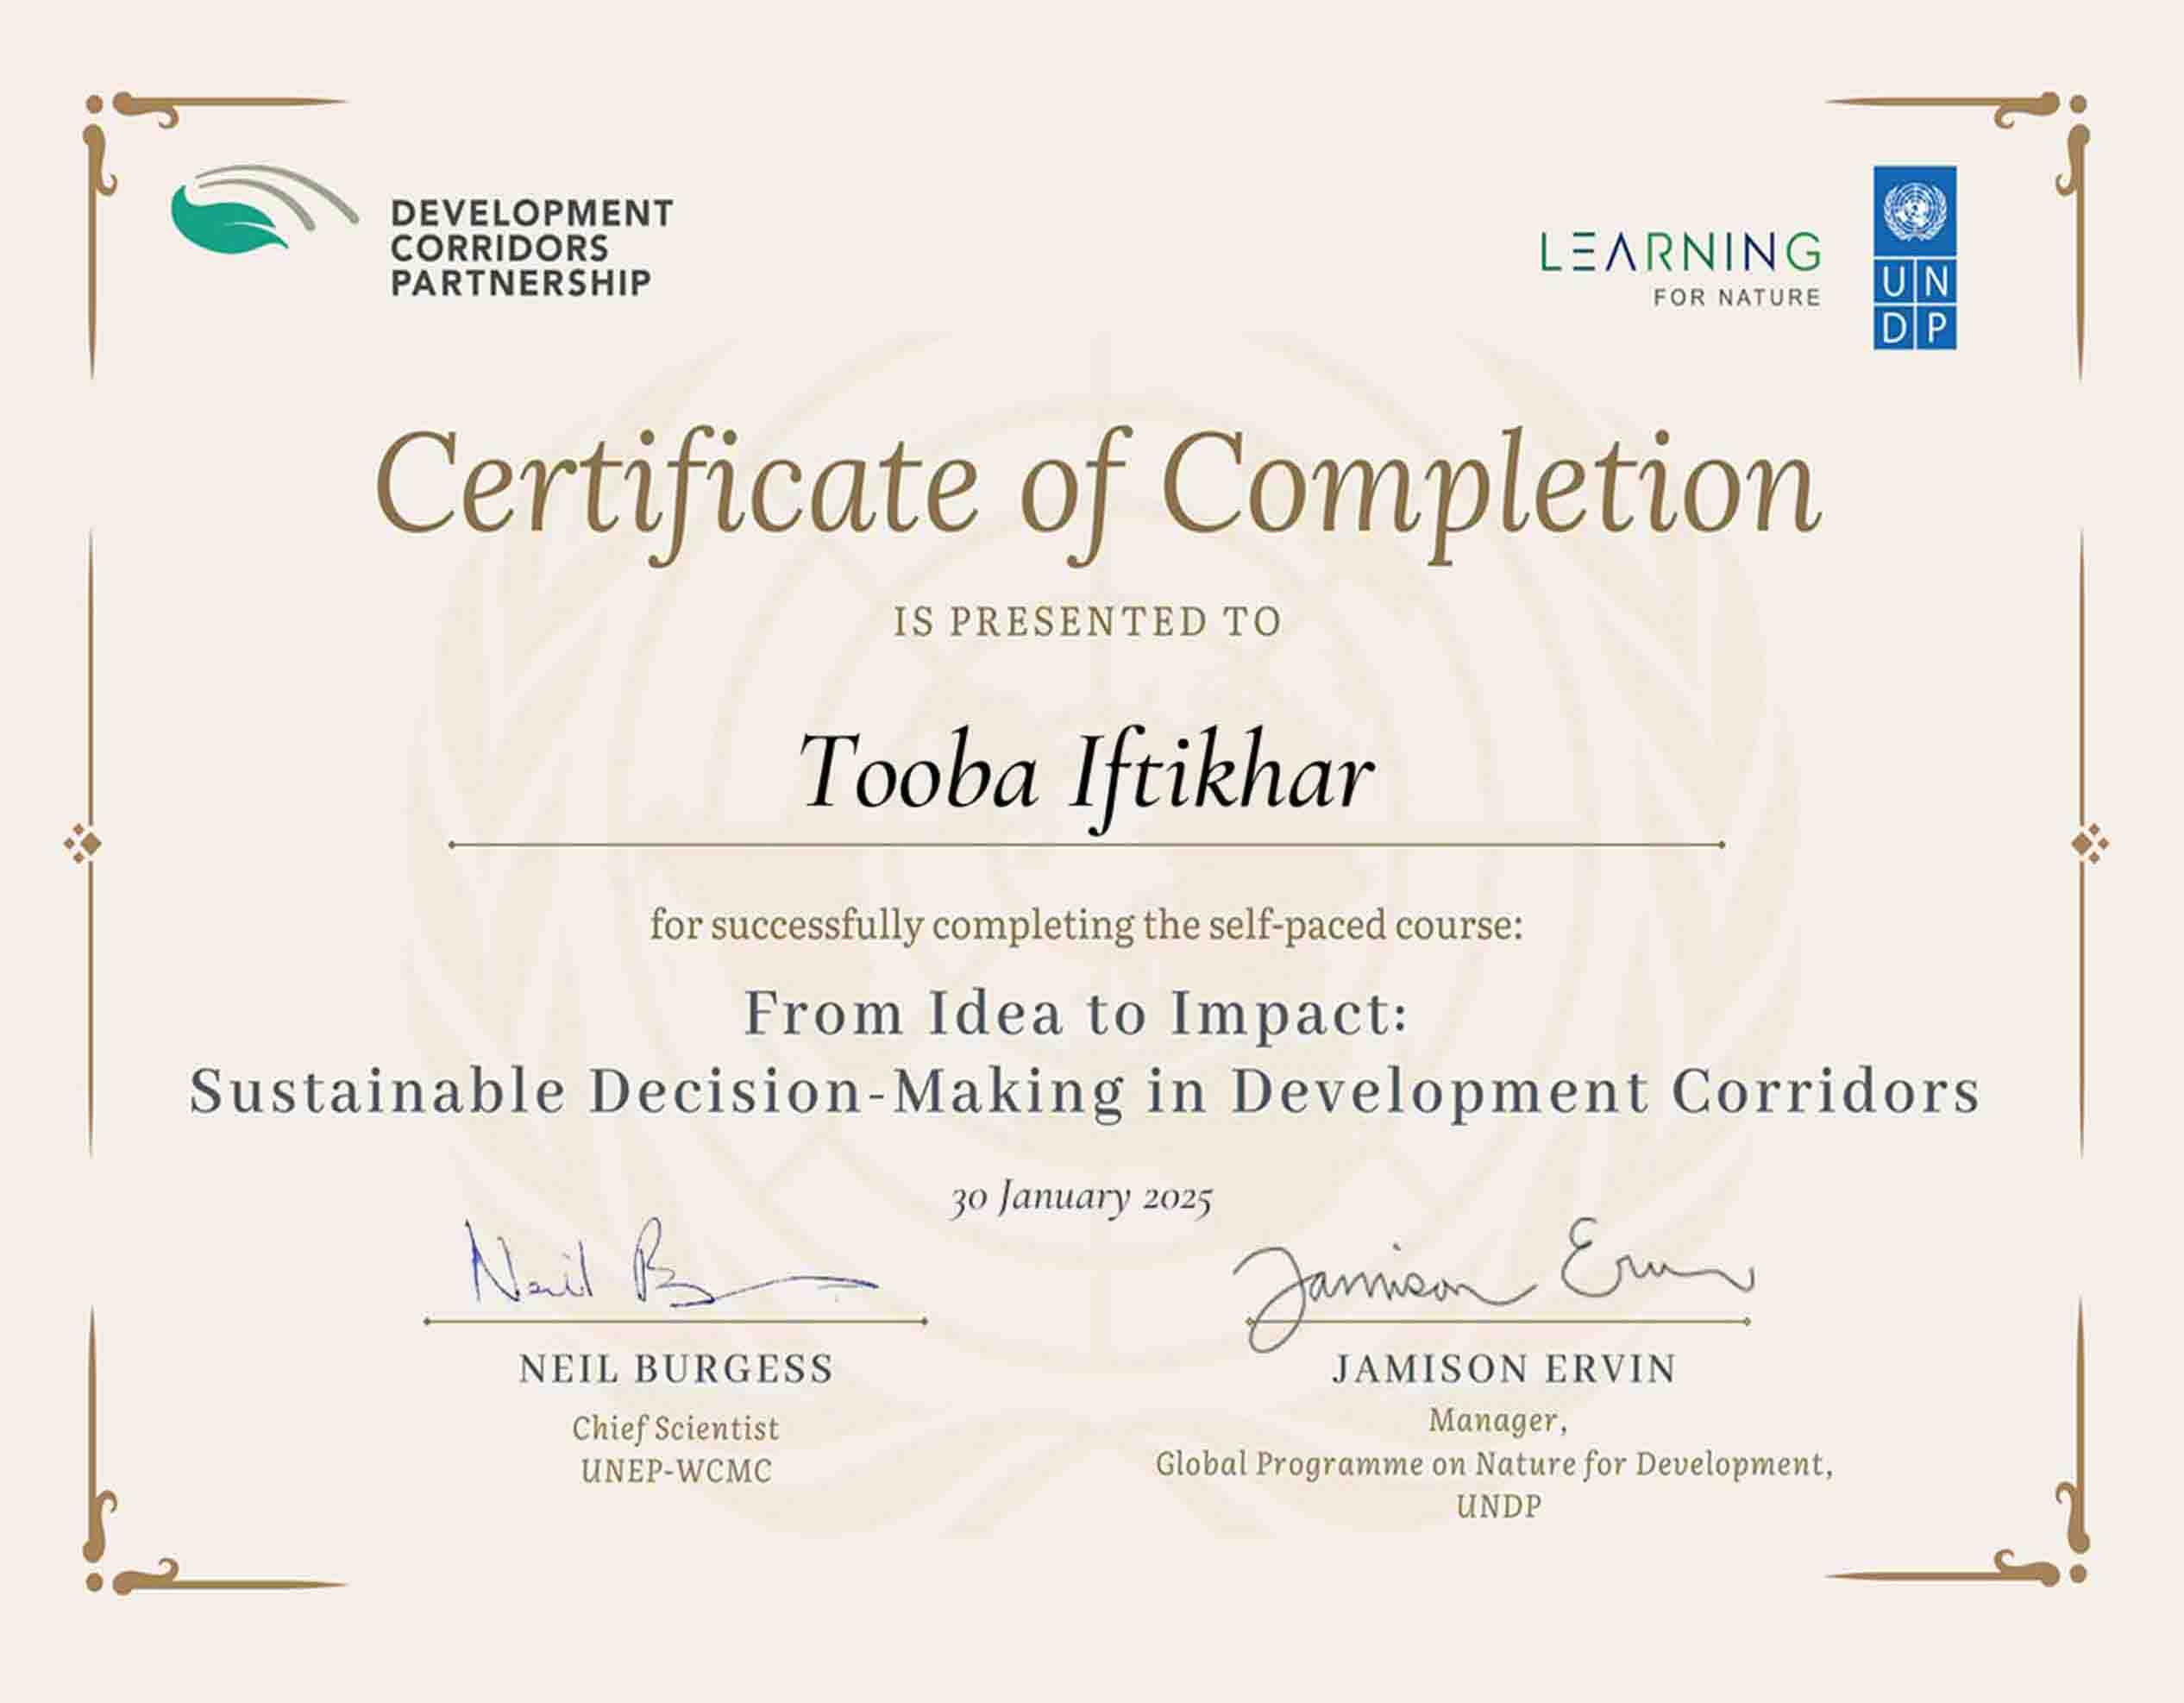 DEVELOPMENT
CORRIDORS
PARTNERSHIP
LEARNING
FOR NATURE
UN
DP
Certificate of Completion
IS PRESENTED TO
Tooba Iftikhar
for successfully completing the self-paced course:
From Idea to Impact:
Sustainable Decision-Making in Development Corridors
30 January 2025
Neil B
Jamison Ervin
NEIL BURGESS
JAMISON ERVIN
Chief Scientist
UNEP-WCMC
Manager,
Global Programme on Nature for Development,
UNDP